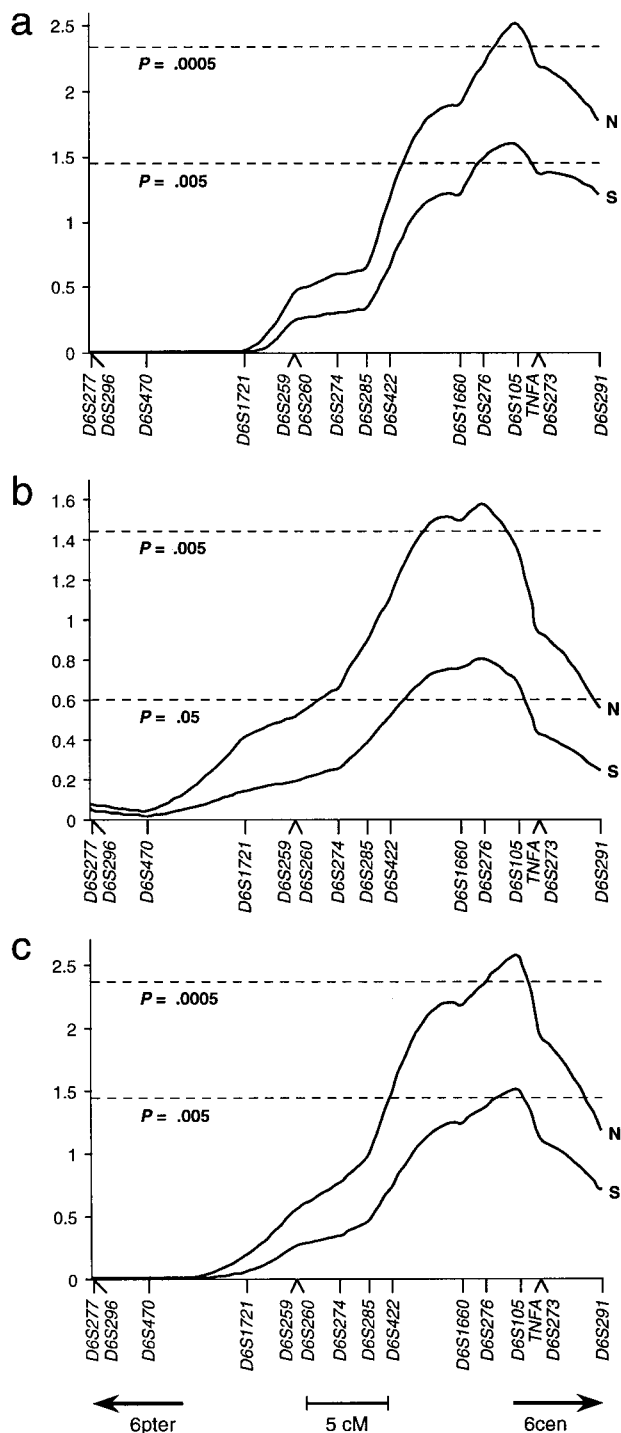 a
2.5
P = .0005
2
N
1.5
P = .005
S
1
0.5
0
D6S277 D6S296 D6S470 D6S1721 D6S259 D6S260 D6S274 D6S285 D6S422 D6S1660 D6S276 D6S105 TNFA D6S273 D6S291
b
1.6
1.4
P = .005
1.2
1
0.8
0.6
N
P = .05
0.4
S
0.2
0
D6S277 D6S296 D6S470 D6S1721 D6S259 D6S260 D6S274 D6S285 D6S422 D6S1660 D6S276 D6S105 TNFA D6S273 D6S291
c
2.5
P = .0005
2
1.5
P = .005
N
1
S
0.5
0
D6S277 D6S296 D6S470 D6S1721 D6S259 D6S260 D6S274 D6S285 D6S422 D6S1660 D6S276 D6S105 TNFA D6S273 D6S291
6pter 5 cM 6cen